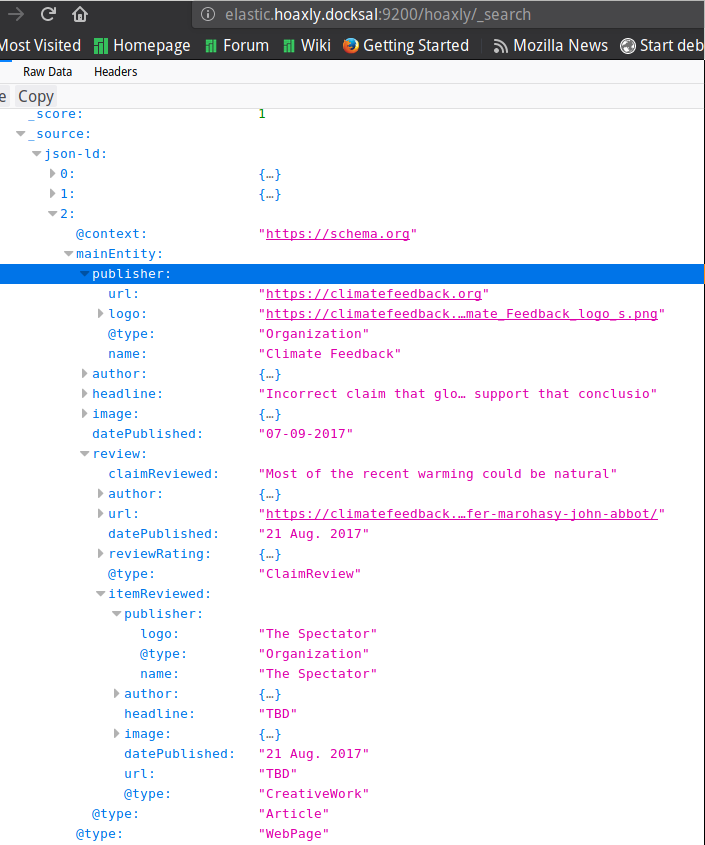 elastic.hoaxly.docksal:9200/hoaxly/_search
Most Visited Homepage Forum Wiki Getting Started Mozilla News Start deb
Raw Data Headers
e Copy
_score: 1
_source:
json-ld:
0: {…}
1: {…}
2:
@context: "https://schema.org"
mainEntity:
publisher:
url: "https://climatefeedback.org"
logo: "https://climatefeedback.…mate_Feedback_logo_s.png"
@type: "Organization"
name: "Climate Feedback"
author: {…}
headline: "Incorrect claim that glo… support that conclusio"
image: {…}
datePublished: "07-09-2017"
review:
claimReviewed: "Most of the recent warming could be natural"
author: {…}
url: "https://climatefeedback.…fer-marohasy-john-abbot/"
datePublished: "21 Aug. 2017"
reviewRating: {…}
@type: "ClaimReview"
itemReviewed:
publisher:
logo: "The Spectator"
@type: "Organization"
name: "The Spectator"
author: {…}
headline: "TBD"
image: {…}
datePublished: "21 Aug. 2017"
url: "TBD"
@type: "CreativeWork"
@type: "Article"
@type: "WebPage"